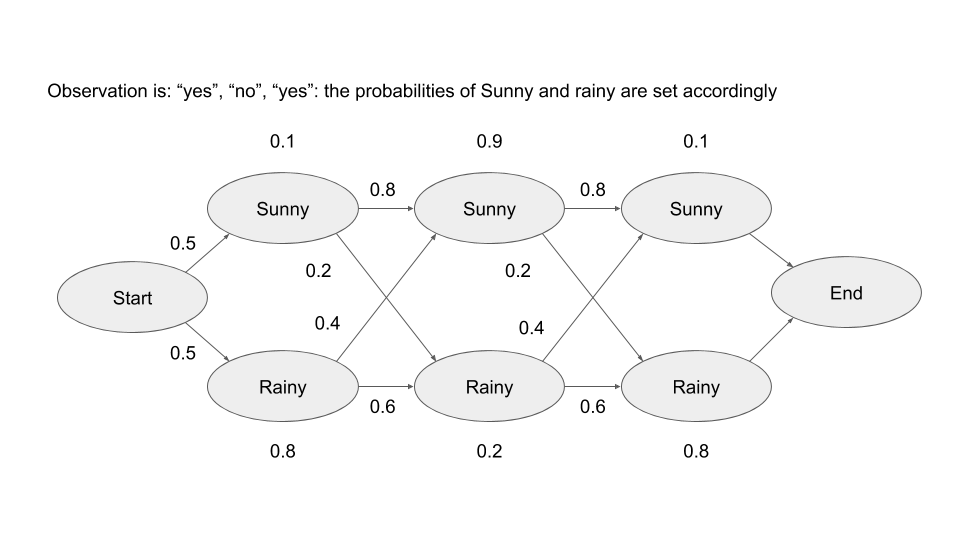 Observation is: “yes”, “no”, “yes”: the probabilities of Sunny and rainy are set accordingly
0.1 0.9 0.1
0.8 0.8
Sunny Sunny Sunny
0.5
0.2 0.2
Start End
0.4 0.4
0.5
Rainy Rainy Rainy
0.6 0.6
0.8 0.2 0.8